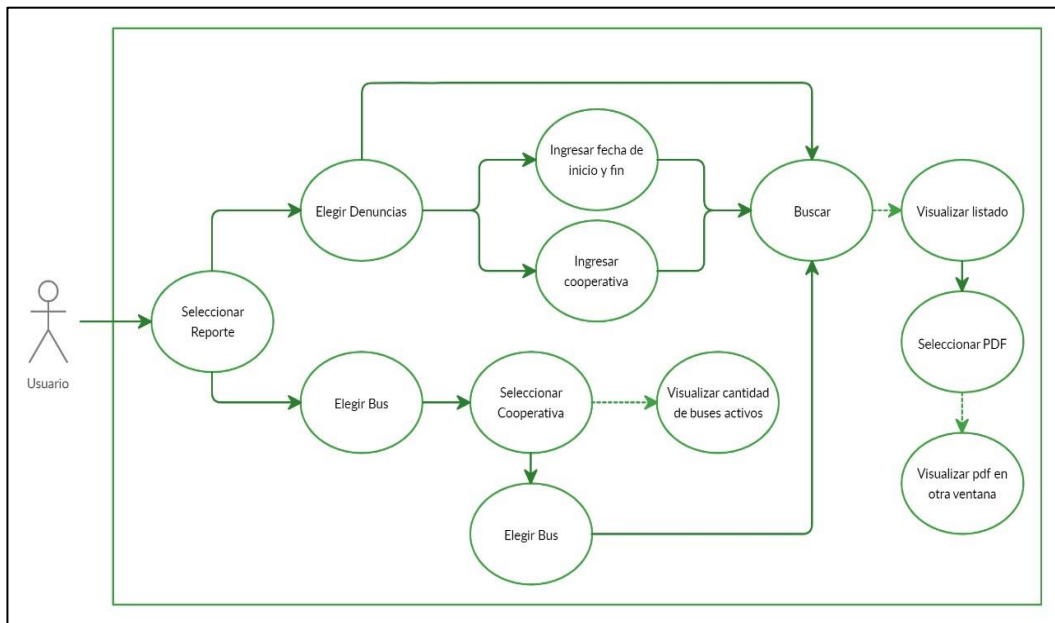 Ingresar fecha de
inicio y fin
Elegir Denuncias
Buscar
Visualizar listado
Ingresar
cooperativa
Seleccionar
Reporte
Usuario
Seleccionar PDF
Elegir Bus
Seleccionar
Cooperativa
Visualizar cantidad
de buses activos
Visualizar pdf en
otra ventana
Elegir Bus